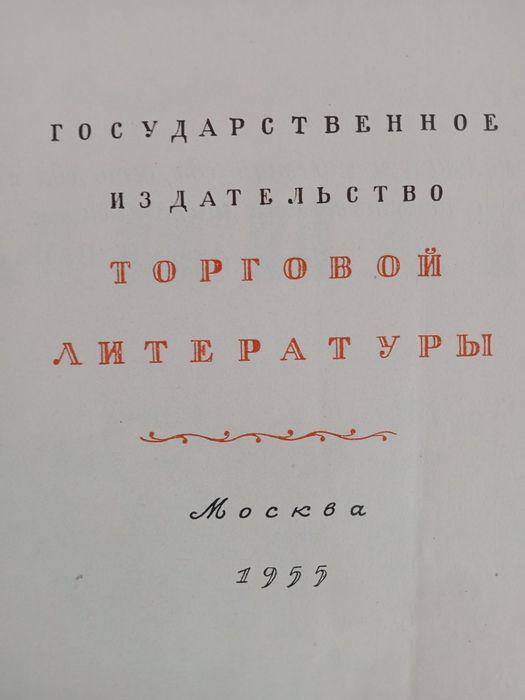 ГОСУДАРСТВЕННОЕ
ИЗДАТЕЛЬСТВО
ТОРГОВОЙ
ЛИТЕРАТУРЫ
Москва
1955